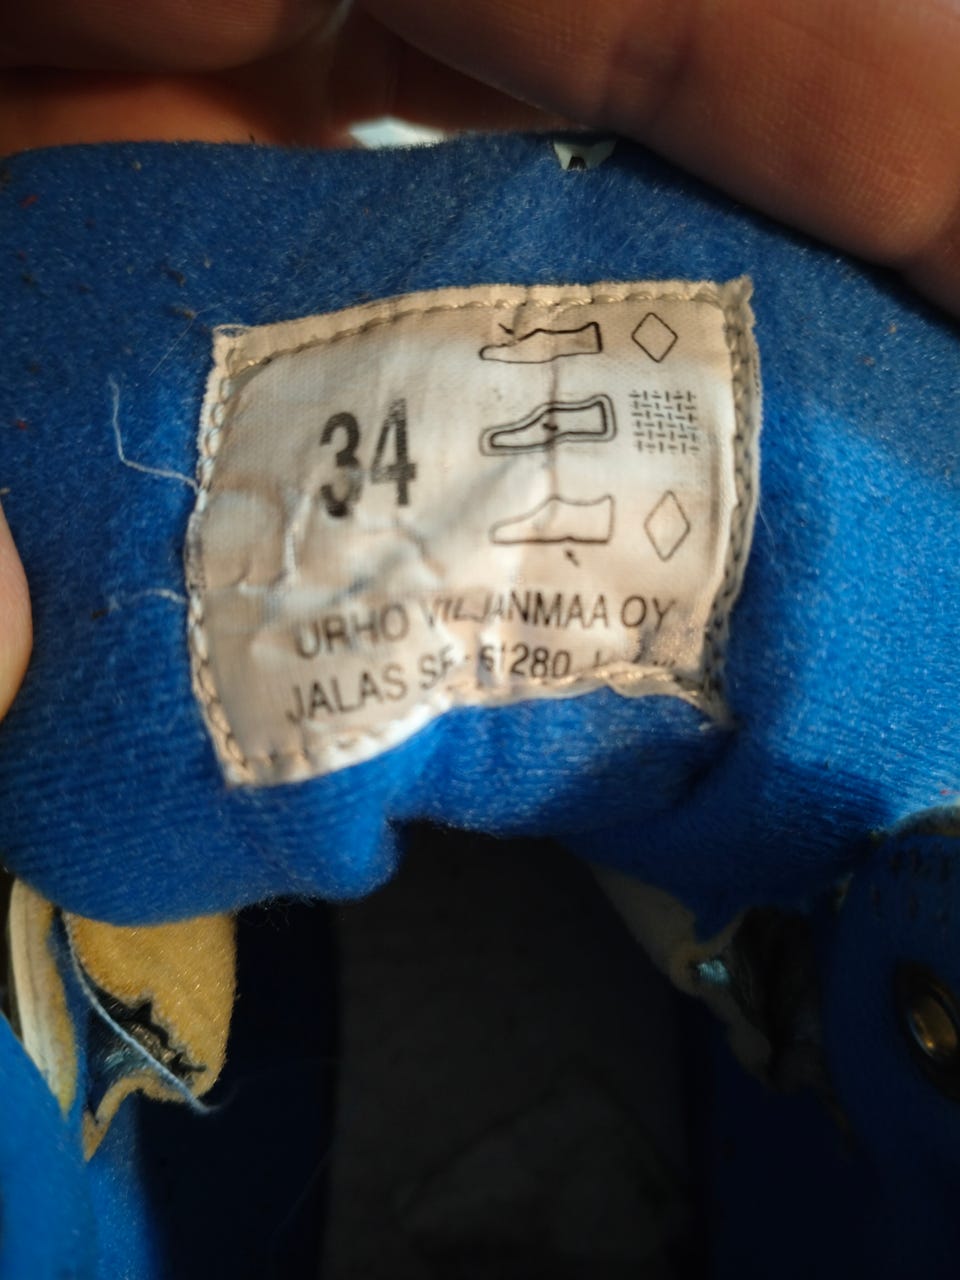 34
URHO VILJANMAA OY
JALAS SF- 61280